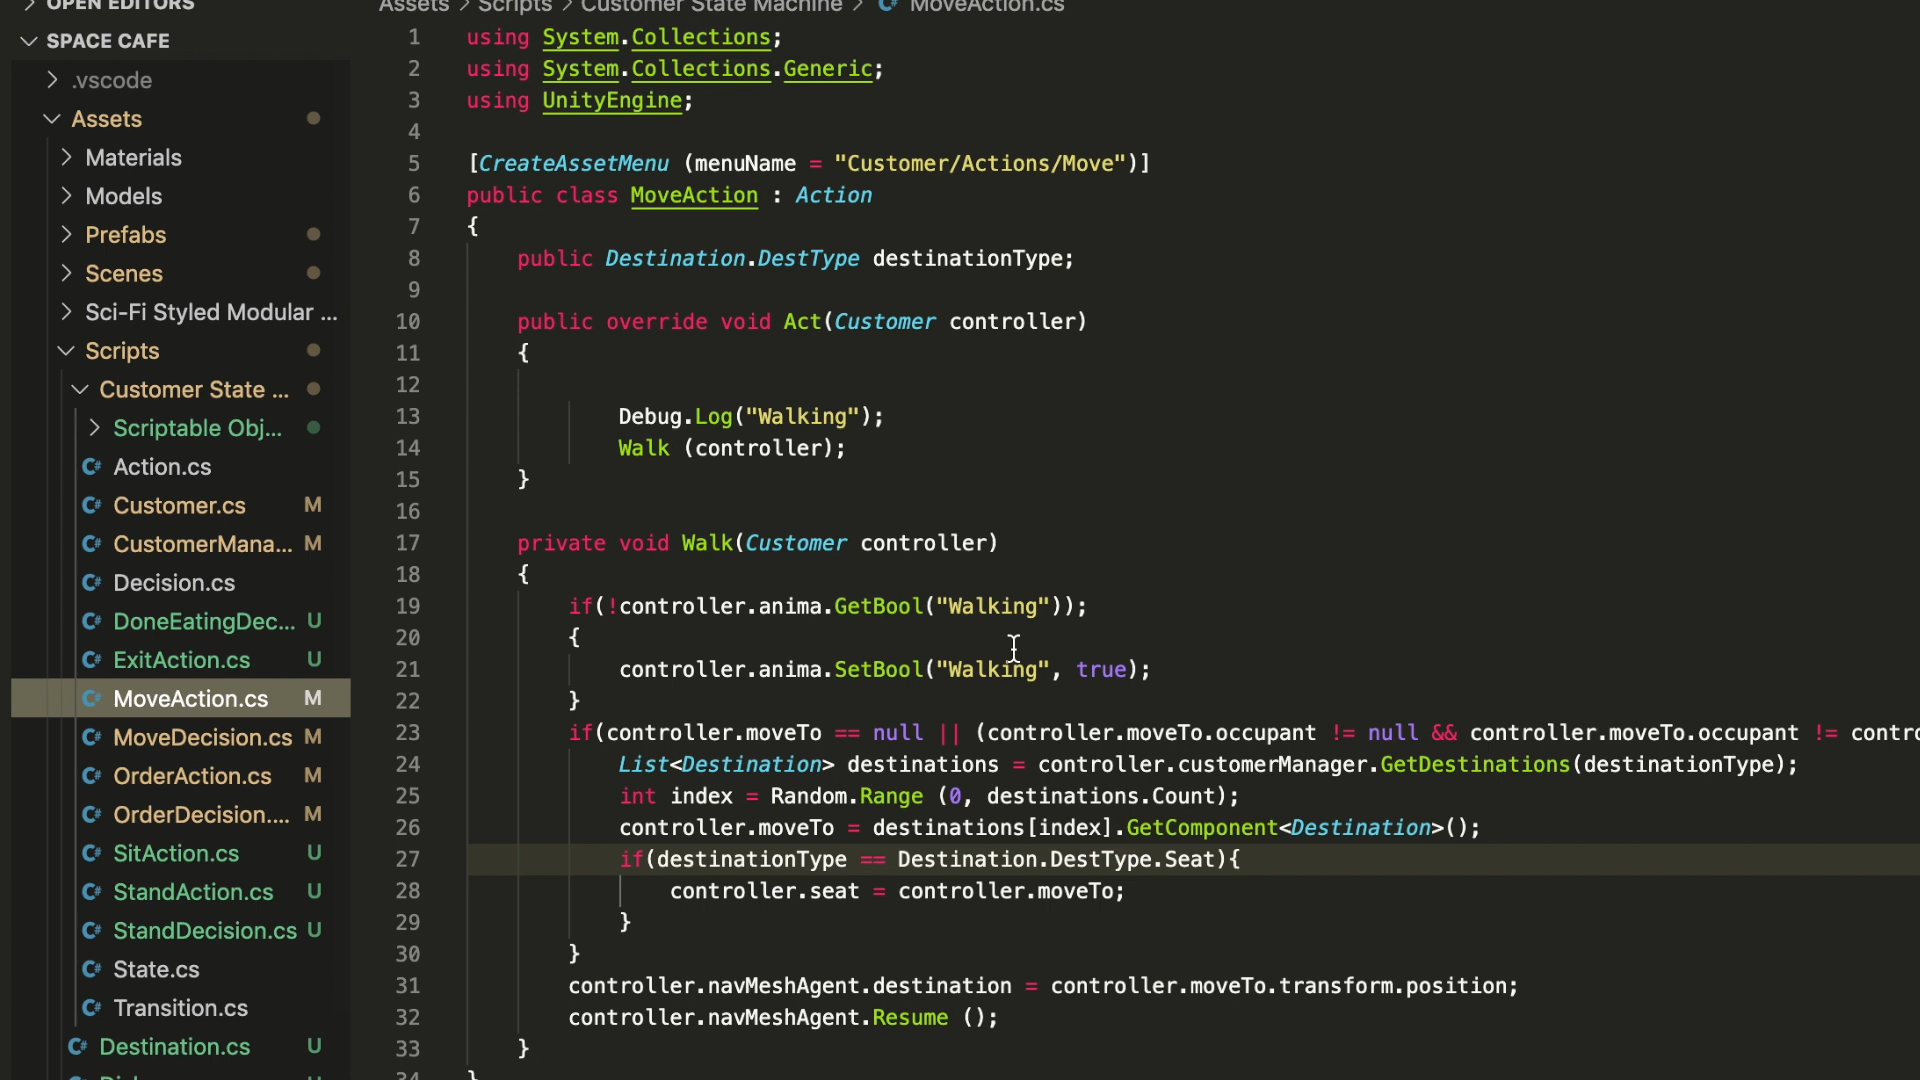 OPEN EDITORS
SPACE CAFE
.vscode
Assets
Materials
Models
Prefabs
Scenes
Sci-Fi Styled Modular ...
Scripts
Customer State ...
Scriptable Obj...
C# Action.cs
C# Customer.cs M
C# CustomerMana... M
C# Decision.cs
C# DoneEatingDec... U
C# ExitAction.cs U
C# MoveAction.cs M
C# MoveDecision.cs M
C# OrderAction.cs M
C# OrderDecision.... M
C# SitAction.cs U
C# StandAction.cs U
C# StandDecision.cs U
C# State.cs
C# Transition.cs
C# Destination.cs U
Assets > Scripts > Customer State Machine > C# MoveAction.cs
1 using System.Collections;
2 using System.Collections.Generic;
3 using UnityEngine;
4
5 [CreateAssetMenu (menuName = "Customer/Actions/Move")]
6 public class MoveAction : Action
7 {
8 public Destination.DestType destinationType;
9
10 public override void Act(Customer controller)
11 {
12
13 Debug.Log("Walking");
14 Walk (controller);
15 }
16
17 private void Walk(Customer controller)
18 {
19 if(!controller.anima.GetBool("Walking"));
20 {
21 controller.anima.SetBool("Walking", true);
22 }
23 if(controller.moveTo == null || (controller.moveTo.occupant != null && controller.moveTo.occupant != contro
24 List<Destination> destinations = controller.customerManager.GetDestinations(destinationType);
25 int index = Random.Range (0, destinations.Count);
26 controller.moveTo = destinations[index].GetComponent<Destination>();
27 if(destinationType == Destination.DestType.Seat){
28 controller.seat = controller.moveTo;
29 }
30 }
31 controller.navMeshAgent.destination = controller.moveTo.transform.position;
32 controller.navMeshAgent.Resume ();
33 }
34 }